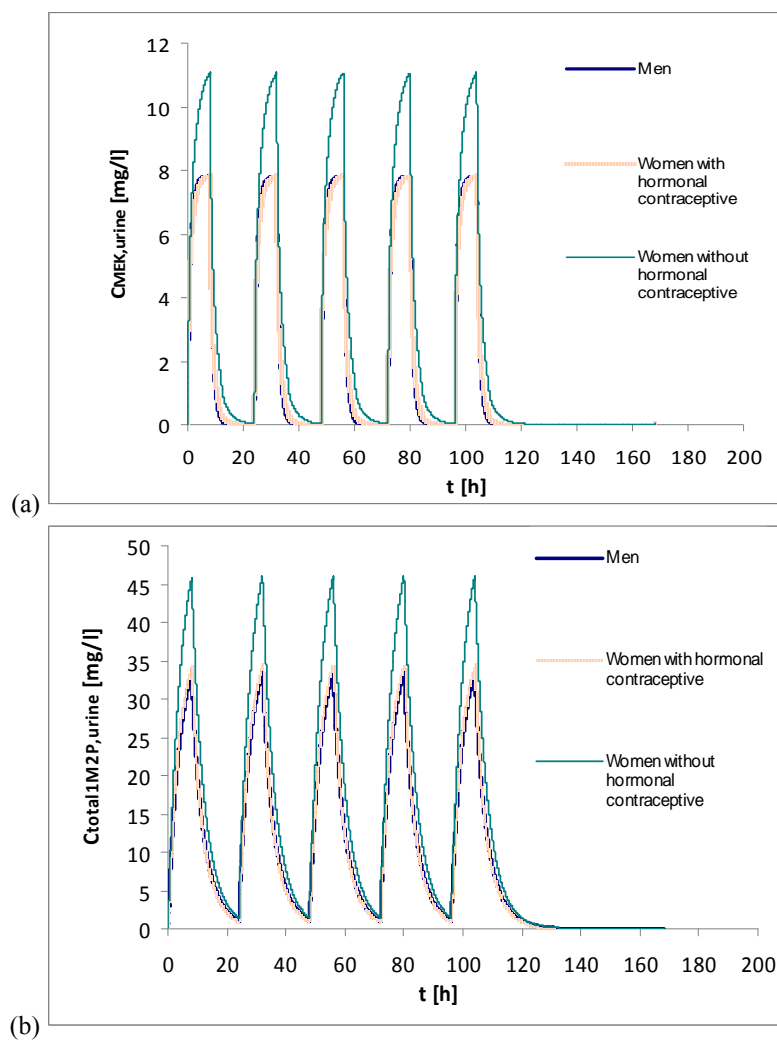 12
10
8
6
4
2
0
CMEK,urine [mg/l]
0 20 40 60 80 100 120 140 160 180 200
t [h]
Men
Women with
hormonal
contraceptive
Women without
hormonal
contraceptive
(a)
50
45
40
35
30
25
20
15
10
5
0
Ctotal1M2P,urine [mg/l]
0 20 40 60 80 100 120 140 160 180 200
t [h]
Men
Women with hormonal
contraceptive
Women without
hormonal
contraceptive
(b)